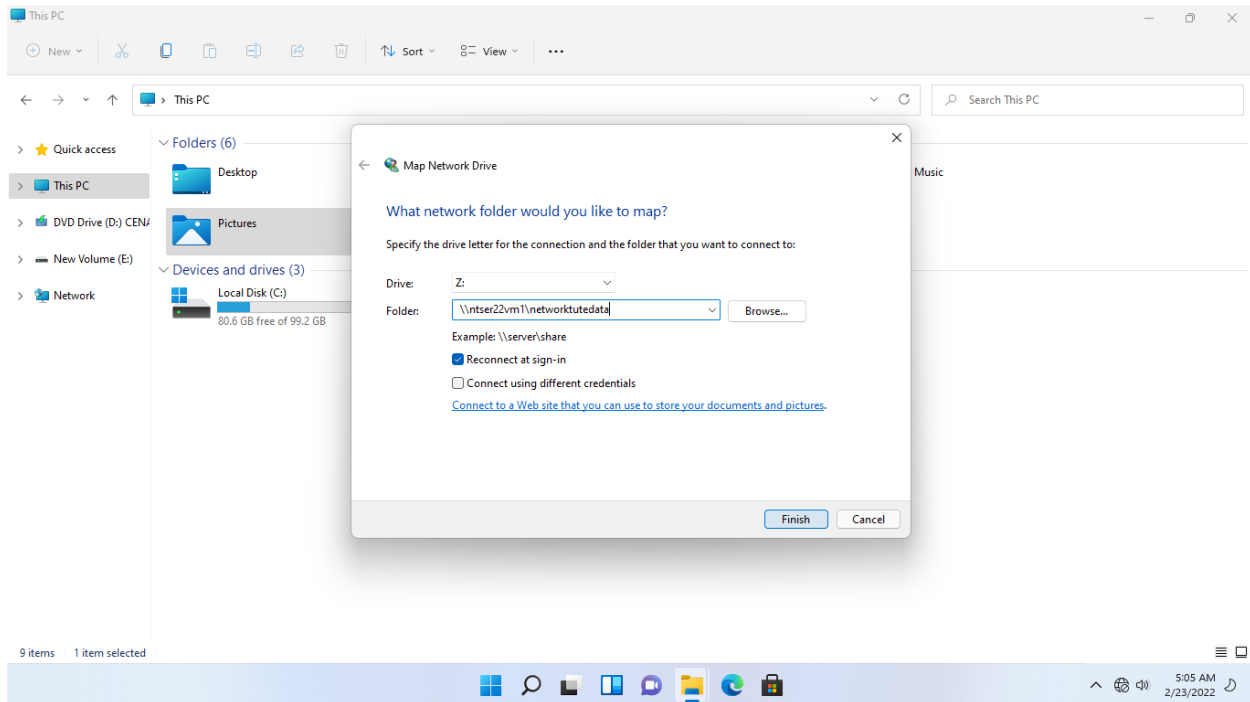 This PC
New
Sort
View
This PC
Search This PC
Quick access
This PC
DVD Drive (D:) CENA
New Volume (E:)
Network
Folders (6)
Desktop
Music
Pictures
Devices and drives (3)
Local Disk (C:)
80.6 GB free of 99.2 GB
Map Network Drive
What network folder would you like to map?
Specify the drive letter for the connection and the folder that you want to connect to:
Drive: Z:
Folder: \\ntser22vm1\networktutedata Browse...
Example: \\server\share
Reconnect at sign-in
Connect using different credentials
Connect to a Web site that you can use to store your documents and pictures.
Finish Cancel
9 items 1 item selected
5:05 AM
2/23/2022